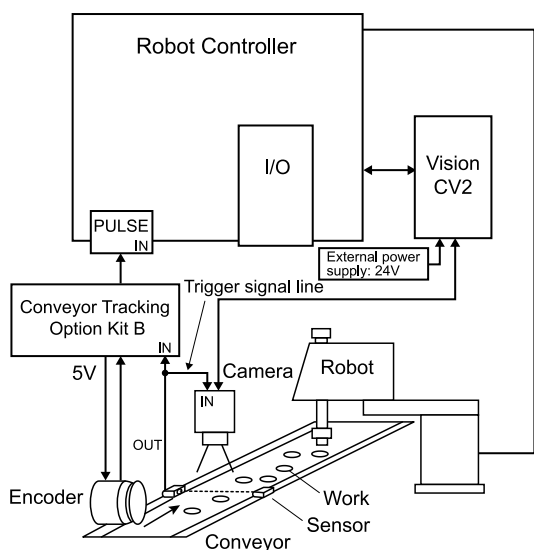 Robot Controller
I/O
Vision
CV2
PULSE
IN
External power
supply: 24V
Trigger signal line
Conveyor Tracking
Option Kit B
IN
5V
Camera
IN
Robot
OUT
Encoder
Work
Sensor
Conveyor